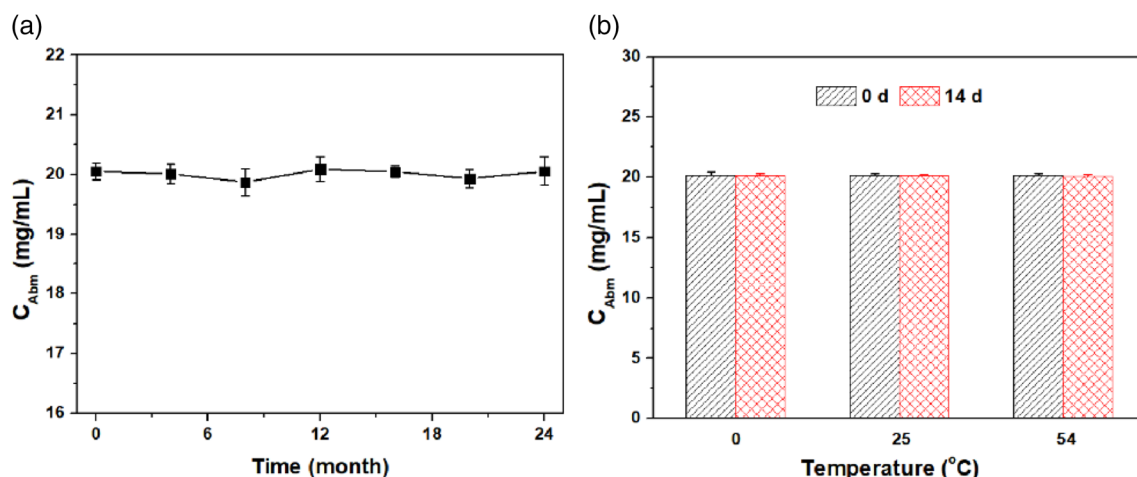 (a)
22
21
20
19
18
17
16
C_Abm (mg/mL)
0 6 12 18 24
Time (month)
(b)
30
25
20
15
10
5
0
C_Abm (mg/mL)
0 d 14 d
0 25 54
Temperature (°C)